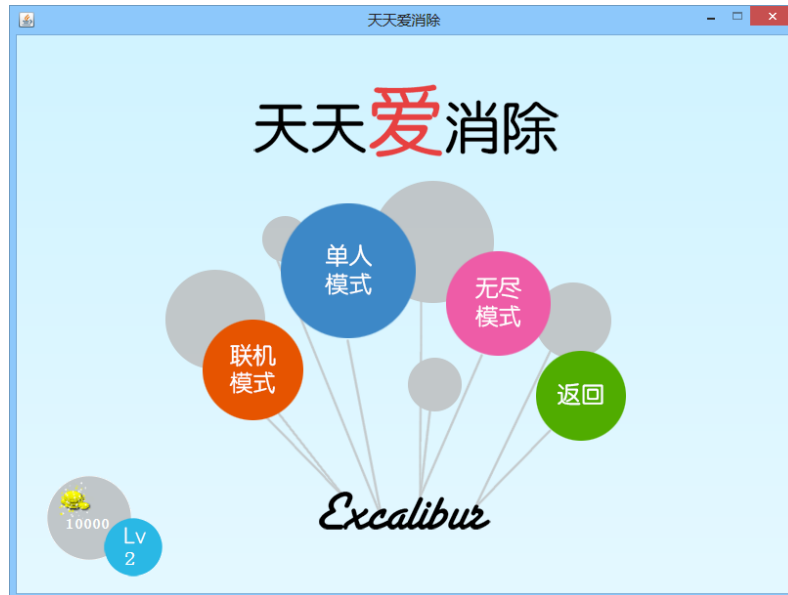 天天爱消除
天天爱消除
单人
模式
无尽
模式
联机
模式
返回
Excalibur
10000
Lv
2